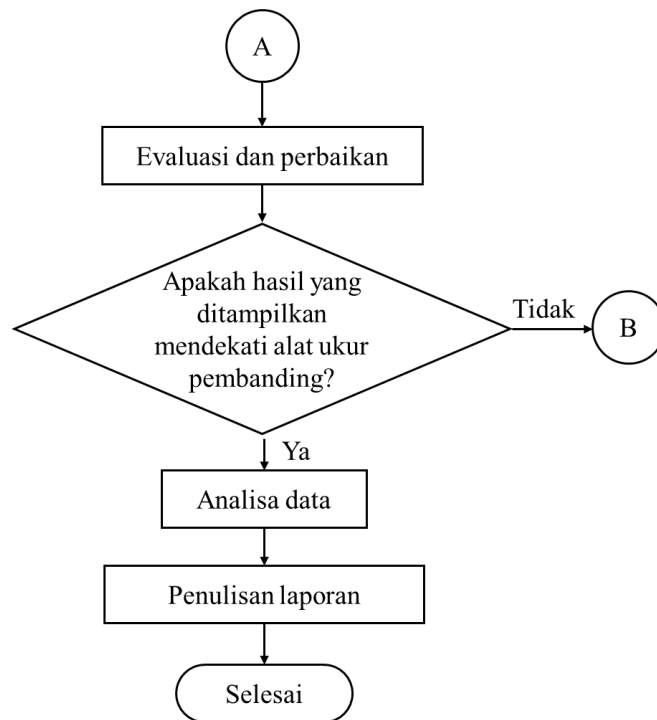 A
Evaluasi dan perbaikan
Apakah hasil yang
ditampilkan
mendekati alat ukur
pembanding?
Tidak
B
Ya
Analisa data
Penulisan laporan
Selesai